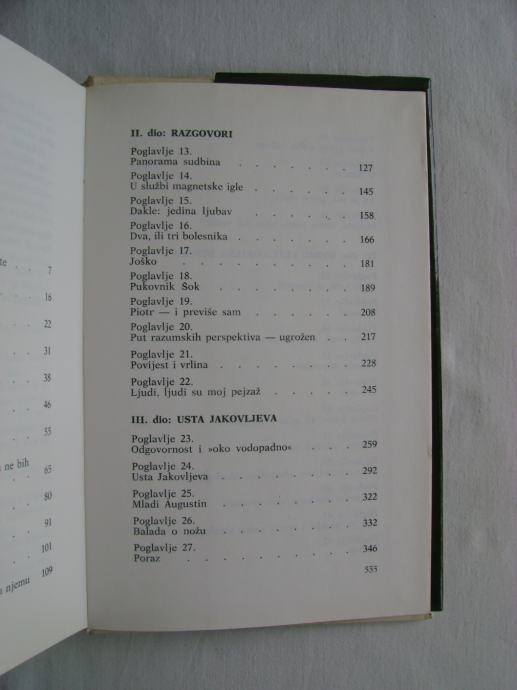 te . . 7
. 16
22
31
38
46
55
ne bih
65
80
91
101
njemu 109
II. dio: RAZGOVORI
Poglavlje 13.
Panorama sudbina . . . . . . 127
Poglavlje 14.
U službi magnetske igle . . . . . 145
Poglavlje 15.
Dakle: jedina ljubav . . . . . 158
Poglavlje 16.
Dva, ili tri bolesnika . . . . . . 166
Poglavlje 17.
Joško . . . . . . . 181
Poglavlje 18.
Pukovnik Šok . . . . . . . 189
Poglavlje 19.
Piotr — i previše sam . . . . . 208
Poglavlje 20.
Put razumskih perspektiva — ugrožen . . 217
Poglavlje 21.
Povijest i vrlina . . . . . . 228
Poglavlje 22.
Ljudi, ljudi su moj pejzaž . . . . 245
III. dio: USTA JAKOVLJEVA
Poglavlje 23.
Odgovornost i »oko vodopadno« . . . . 259
Poglavlje 24.
Usta Jakovljeva . . . . . . 292
Poglavlje 25.
Mladi Augustin . . . . . . . 322
Poglavlje 26.
Balada o nožu . . . . . . . 332
Poglavlje 27.
Poraz . . . . . . . . 346
355